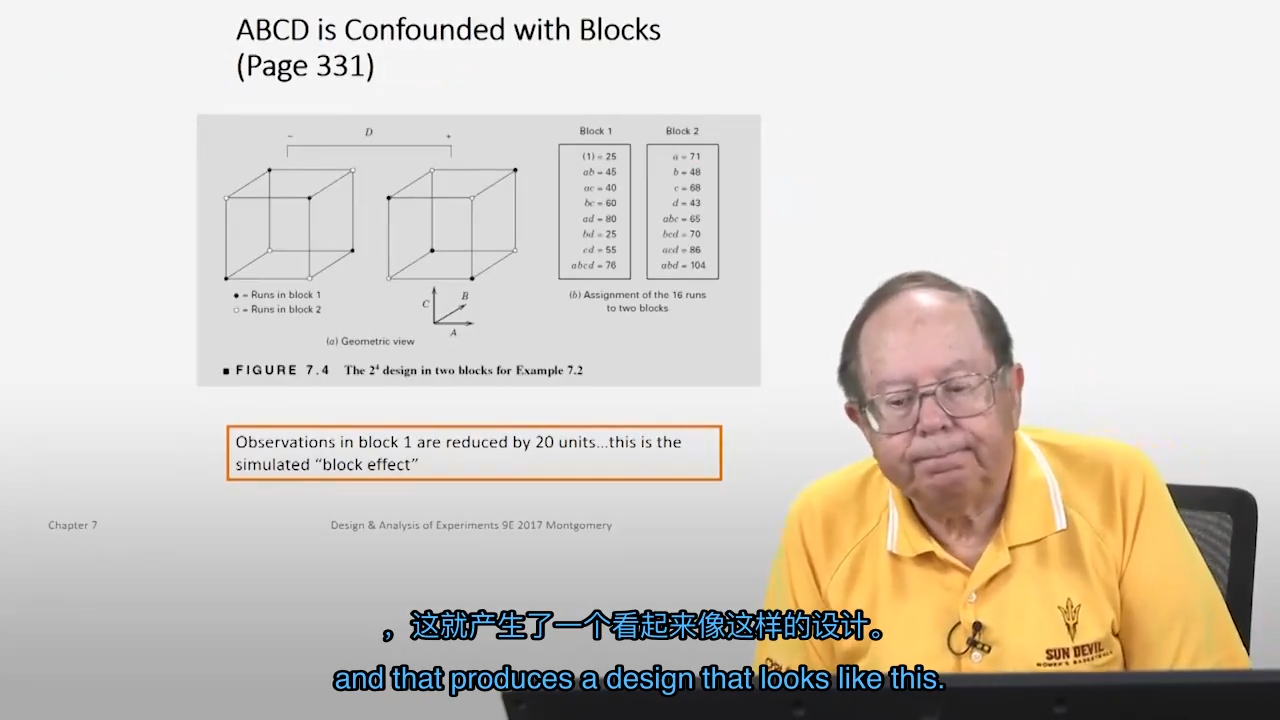 ABCD is Confounded with Blocks
(Page 331)
− D +
C B
A
• = Runs in block 1
○ = Runs in block 2
(a) Geometric view
Block 1
(1) = 25
ab = 45
ac = 40
bc = 60
ad = 80
bd = 25
cd = 55
abcd = 76
Block 2
a = 71
b = 48
c = 68
d = 43
abc = 65
bcd = 70
acd = 86
abd = 104
(b) Assignment of the 16 runs
to two blocks
■ FIGURE 7.4 The 2⁴ design in two blocks for Example 7.2
Observations in block 1 are reduced by 20 units...this is the
simulated “block effect”
Chapter 7
Design & Analysis of Experiments 9E 2017 Montgomery
SUN DEVIL
WOMEN'S BASKETBALL
，这就产生了一个看起来像这样的设计。
and that produces a design that looks like this.